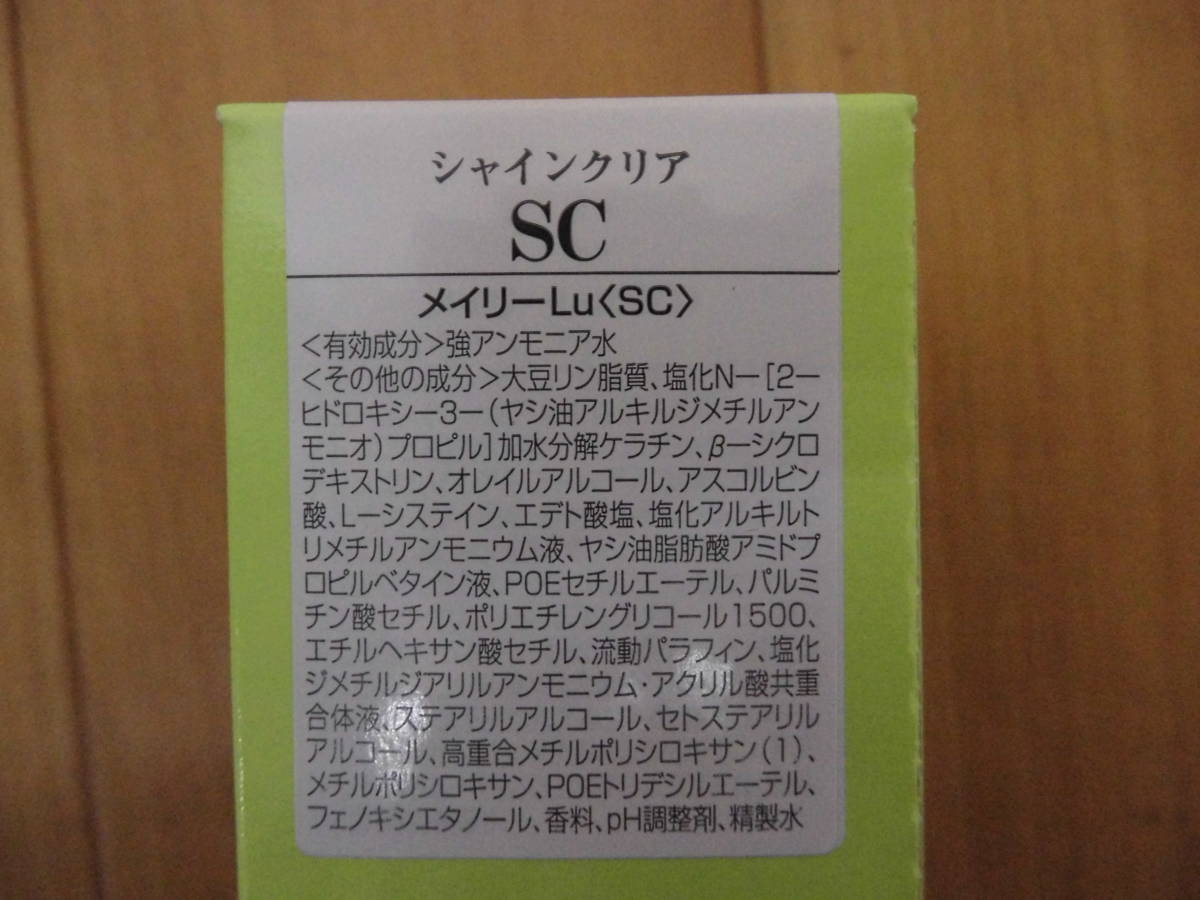 シャインクリア
SC
メイリーLu〈SC〉
＜有効成分＞強アンモニア水
＜その他の成分＞大豆リン脂質、塩化N－[2－
ヒドロキシ－3－(ヤシ油アルキルジメチルアン
モニオ)プロピル]加水分解ケラチン、β－シクロ
デキストリン、オレイルアルコール、アスコルビン
酸、L－システイン、エデト酸塩、塩化アルキルト
リメチルアンモニウム液、ヤシ油脂肪酸アミドプ
ロピルベタイン液、POEセチルエーテル、パルミ
チン酸セチル、ポリエチレングリコール1500、
エチルヘキサン酸セチル、流動パラフィン、塩化
ジメチルジアリルアンモニウム・アクリル酸共重
合体液、ステアリルアルコール、セトステアリル
アルコール、高重合メチルポリシロキサン(1)、
メチルポリシロキサン、POEトリデシルエーテル、
フェノキシエタノール、香料、pH調整剤、精製水